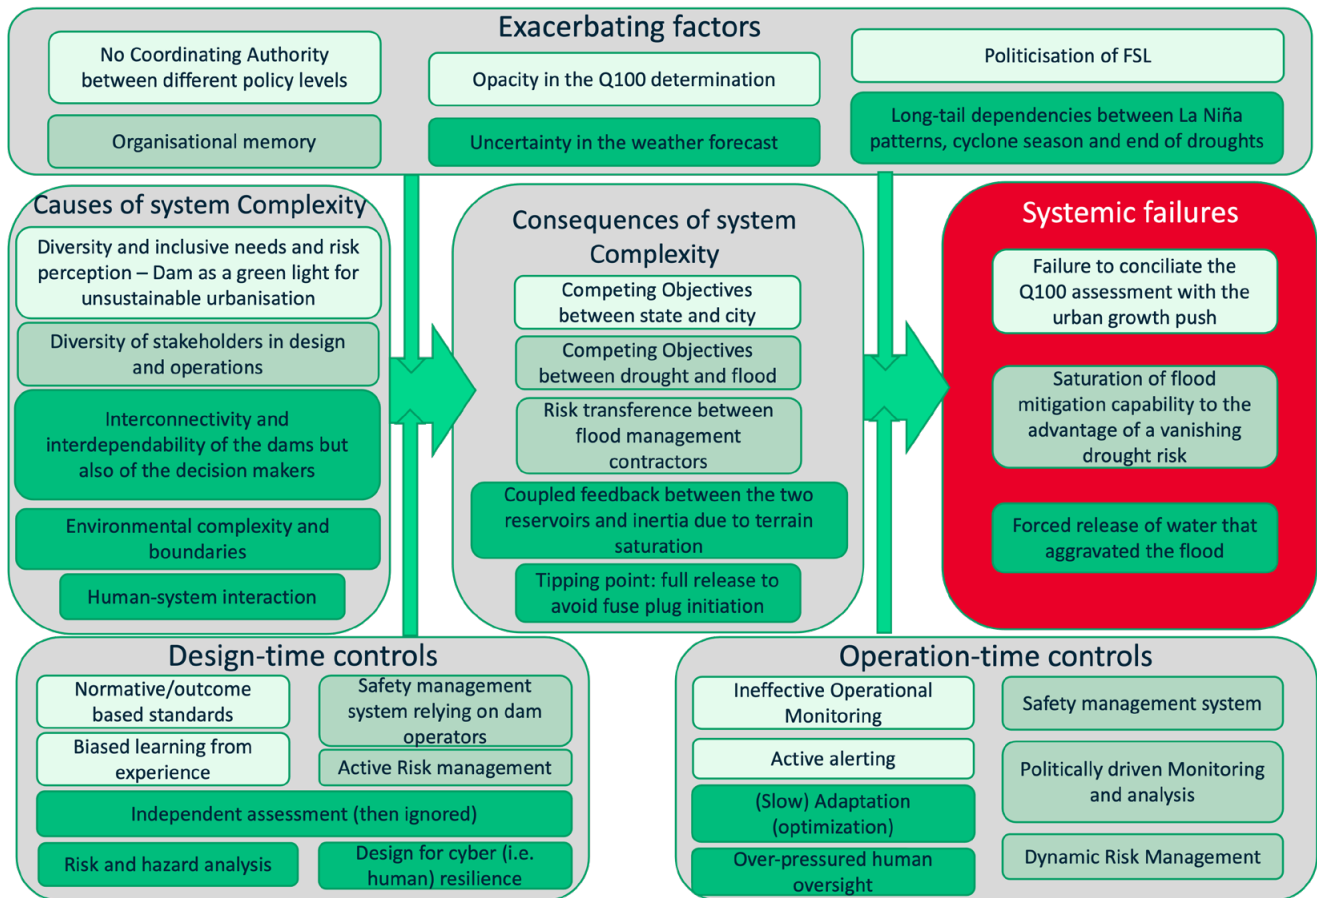 Exacerbating factors
No Coordinating Authority
between different policy levels
Organisational memory
Opacity in the Q100 determination
Uncertainty in the weather forecast
Politicisation of FSL
Long-tail dependencies between La Niña
patterns, cyclone season and end of droughts
Causes of system Complexity
Diversity and inclusive needs and risk
perception – Dam as a green light for
unsustainable urbanisation
Diversity of stakeholders in design
and operations
Interconnectivity and
interdependability of the dams but
also of the decision makers
Environmental complexity and
boundaries
Human-system interaction
Consequences of system
Complexity
Competing Objectives
between state and city
Competing Objectives
between drought and flood
Risk transference between
flood management
contractors
Coupled feedback between the two
reservoirs and inertia due to terrain
saturation
Tipping point: full release to
avoid fuse plug initiation
Systemic failures
Failure to conciliate the
Q100 assessment with the
urban growth push
Saturation of flood
mitigation capability to the
advantage of a vanishing
drought risk
Forced release of water that
aggravated the flood
Design-time controls
Normative/outcome
based standards
Biased learning from
experience
Safety management
system relying on dam
operators
Active Risk management
Independent assessment (then ignored)
Risk and hazard analysis
Design for cyber (i.e.
human) resilience
Operation-time controls
Ineffective Operational
Monitoring
Active alerting
(Slow) Adaptation
(optimization)
Over-pressured human
oversight
Safety management system
Politically driven Monitoring
and analysis
Dynamic Risk Management